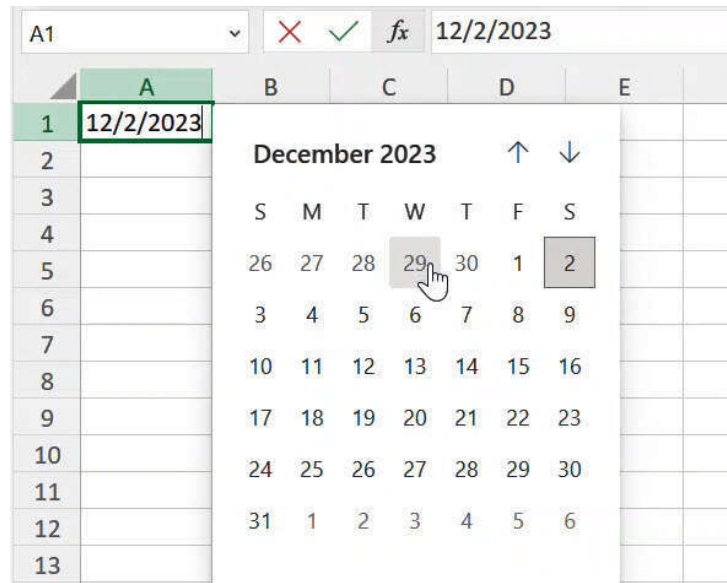 A1 fx 12/2/2023
A B C D E
1 12/2/2023
2 December 2023
3 S M T W T F S
4
5 26 27 28 29 30 1 2
6 3 4 5 6 7 8 9
7
8 10 11 12 13 14 15 16
9 17 18 19 20 21 22 23
10 24 25 26 27 28 29 30
11
12 31 1 2 3 4 5 6
13